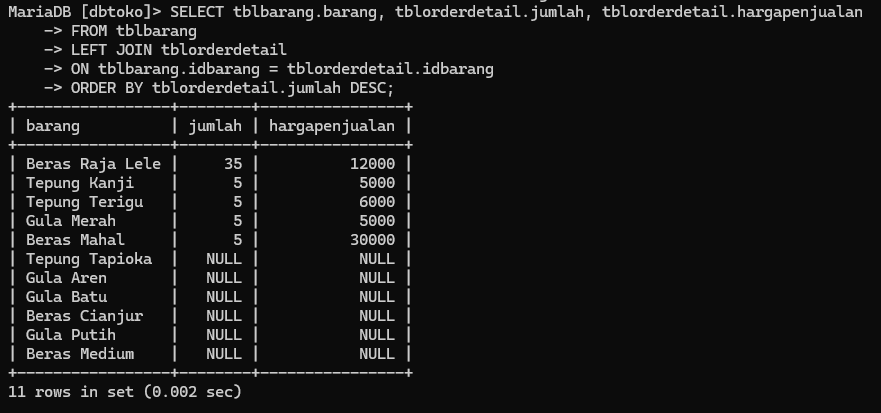 MariaDB [dbtoko]> SELECT tblbarang.barang, tblorderdetail.jumlah, tblorderdetail.hargapenjualan
    -> FROM tblbarang
    -> LEFT JOIN tblorderdetail
    -> ON tblbarang.idbarang = tblorderdetail.idbarang
    -> ORDER BY tblorderdetail.jumlah DESC;
+-----------------+--------+----------------+
| barang          | jumlah | hargapenjualan |
+-----------------+--------+----------------+
| Beras Raja Lele |     35 |          12000 |
| Tepung Kanji    |      5 |           5000 |
| Tepung Terigu   |      5 |           6000 |
| Gula Merah      |      5 |           5000 |
| Beras Mahal     |      5 |          30000 |
| Tepung Tapioka  |   NULL |           NULL |
| Gula Aren       |   NULL |           NULL |
| Gula Batu       |   NULL |           NULL |
| Beras Cianjur   |   NULL |           NULL |
| Gula Putih      |   NULL |           NULL |
| Beras Medium    |   NULL |           NULL |
+-----------------+--------+----------------+
11 rows in set (0.002 sec)